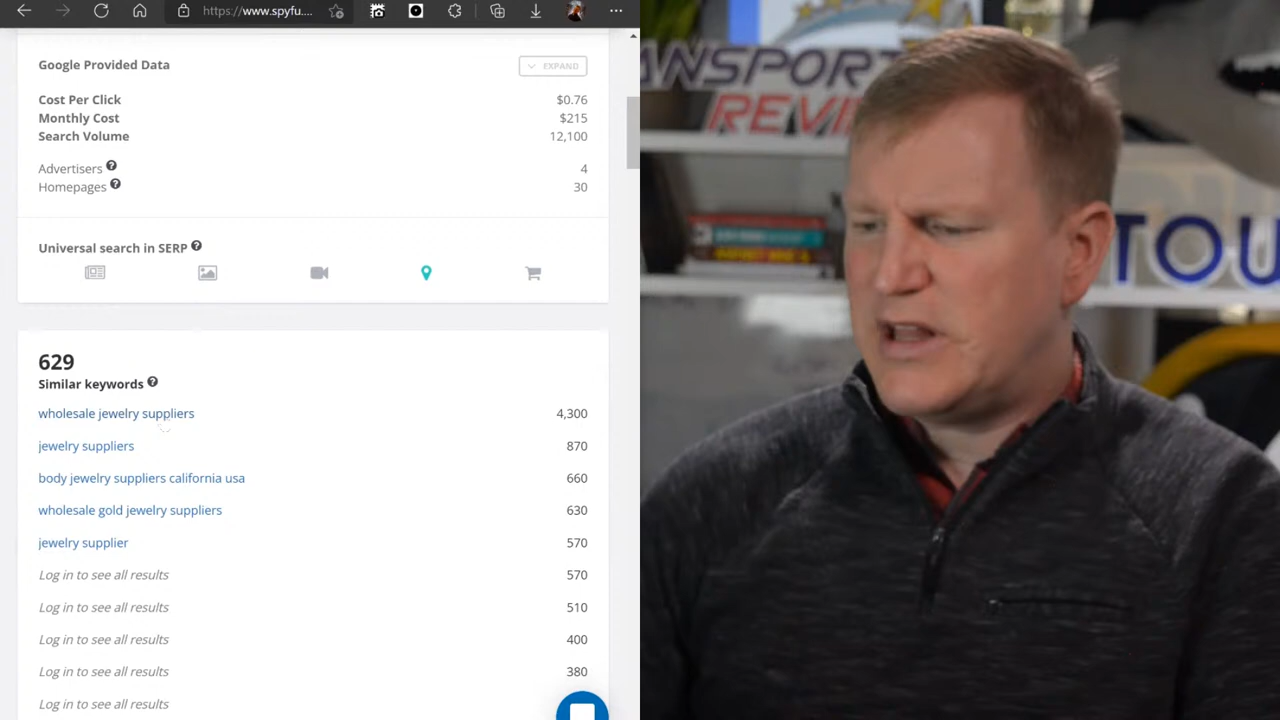 https://www.spyfu....
Google Provided Data
EXPAND
Cost Per Click $0.76
Monthly Cost $215
Search Volume 12,100
Advertisers ? 4
Homepages ? 30
Universal search in SERP ?
629
Similar keywords ?
wholesale jewelry suppliers 4,300
jewelry suppliers 870
body jewelry suppliers california usa 660
wholesale gold jewelry suppliers 630
jewelry supplier 570
Log in to see all results 570
Log in to see all results 510
Log in to see all results 400
Log in to see all results 380
Log in to see all results
ANSPORT
REVI
TOU